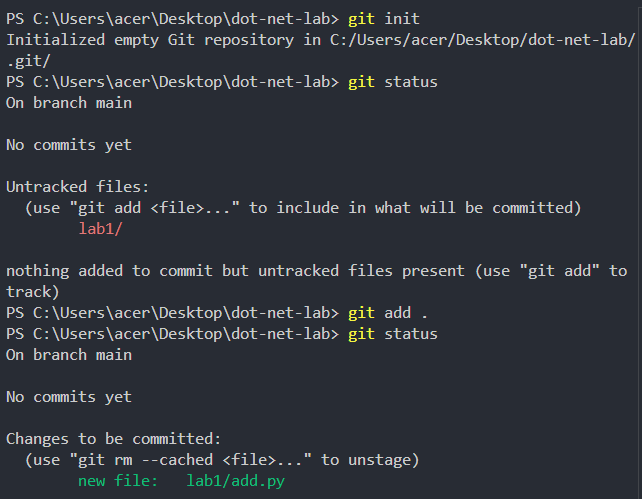 PS C:\Users\acer\Desktop\dot-net-lab> git init
Initialized empty Git repository in C:/Users/acer/Desktop/dot-net-lab/
.git/
PS C:\Users\acer\Desktop\dot-net-lab> git status
On branch main
No commits yet
Untracked files:
(use "git add <file>..." to include in what will be committed)
lab1/
nothing added to commit but untracked files present (use "git add" to
track)
PS C:\Users\acer\Desktop\dot-net-lab> git add .
PS C:\Users\acer\Desktop\dot-net-lab> git status
On branch main
No commits yet
Changes to be committed:
(use "git rm --cached <file>..." to unstage)
new file:   lab1/add.py